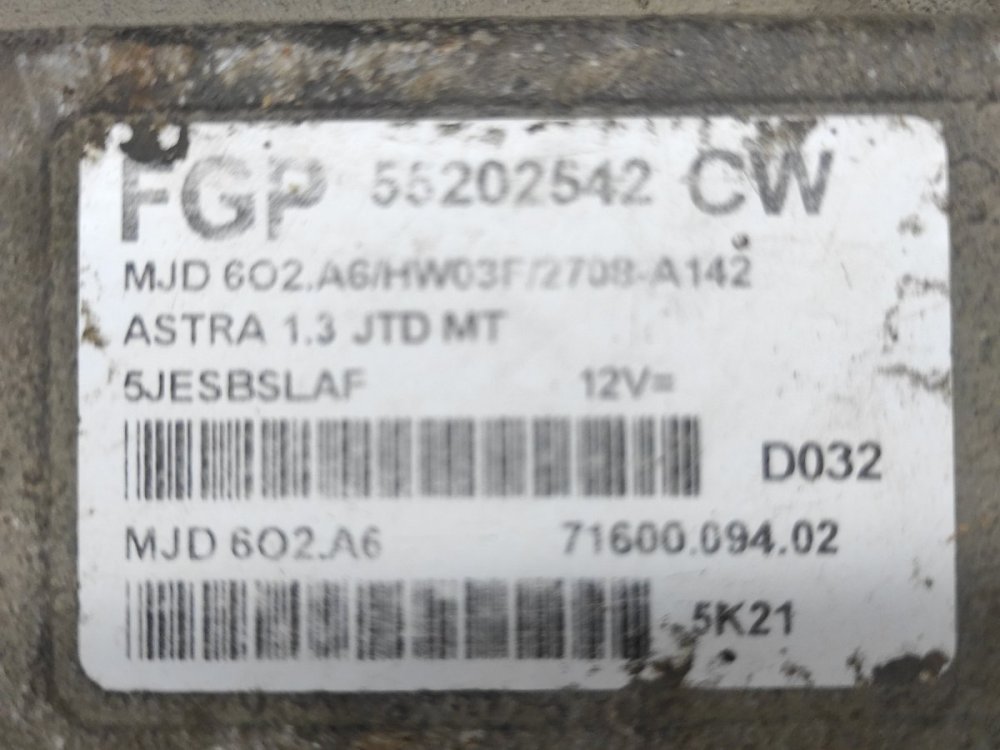 FGP 55202542 CW
MJD 6O2.A6/HW03F/2708-A142
ASTRA 1.3 JTD MT
5JESBSLAF 12V=
D032
MJD 6O2.A6 71600.094.02
5K21